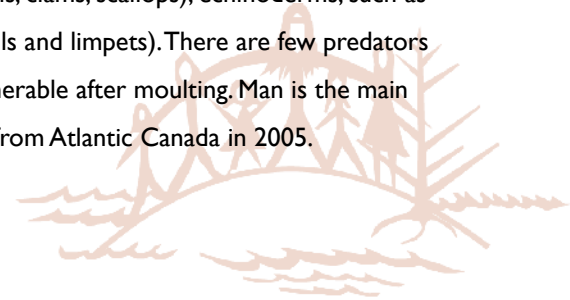 clams, scallops), echinoderms, such as
ls and limpets). There are few predators
nerable after moulting. Man is the main
from Atlantic Canada in 2005.